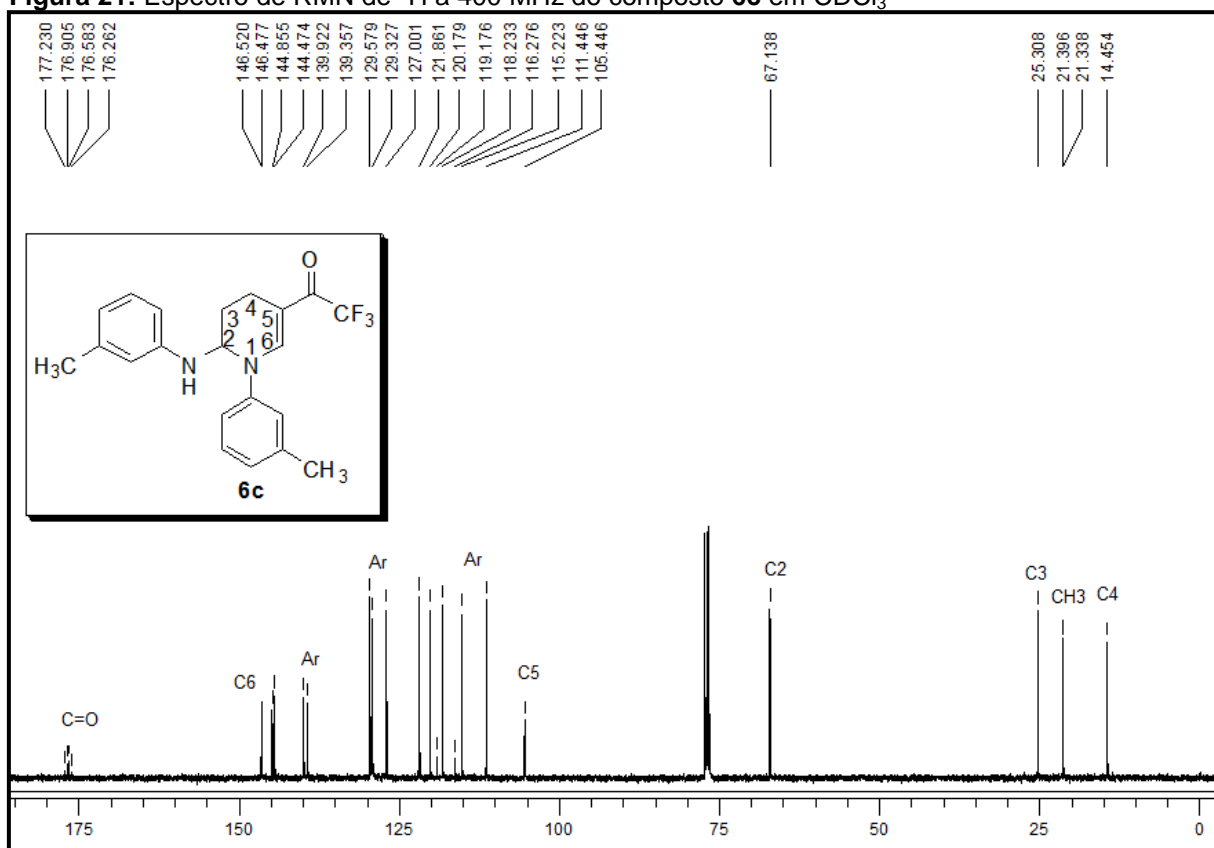 Figura 21: Espectro de RMN de ¹H a 400 MHz do composto 6c em CDCl₃
177.230
176.905
176.583
176.262
146.520
146.477
144.855
144.474
139.922
139.357
129.579
129.327
127.001
121.861
120.179
119.176
118.233
116.276
115.223
111.446
105.446
67.138
25.308
21.396
21.338
14.454
O
4
3
5
CF₃
2
1
6
H₃C
N
N
H
CH₃
6c
Ar
Ar
C2
C3
CH3
C4
Ar
C6
C5
C=O
175
150
125
100
75
50
25
0